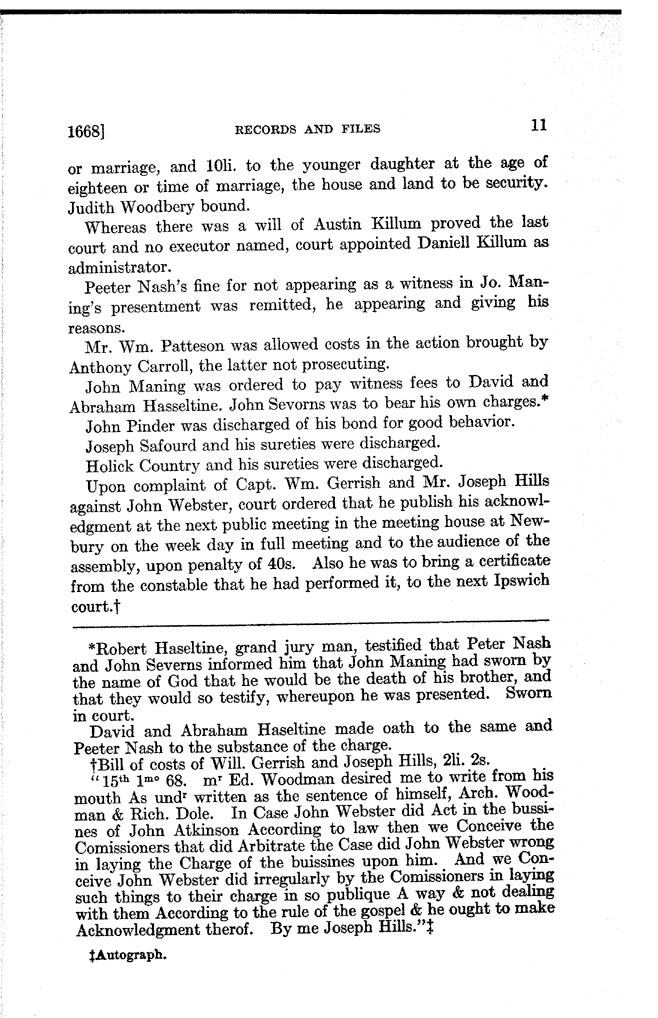 1668] RECORDS AND FILES 11
or marriage, and 10li. to the younger daughter at the age of
eighteen or time of marriage, the house and land to be security.
Judith Woodbery bound.
Whereas there was a will of Austin Killum proved the last
court and no executor named, court appointed Daniell Killum as
administrator.
Peeter Nash's fine for not appearing as a witness in Jo. Man-
ing's presentment was remitted, he appearing and giving his
reasons.
Mr. Wm. Patteson was allowed costs in the action brought by
Anthony Carroll, the latter not prosecuting.
John Maning was ordered to pay witness fees to David and
Abraham Hasseltine. John Sevorns was to bear his own charges.*
John Pinder was discharged of his bond for good behavior.
Joseph Safourd and his sureties were discharged.
Holick Country and his sureties were discharged.
Upon complaint of Capt. Wm. Gerrish and Mr. Joseph Hills
against John Webster, court ordered that he publish his acknowl-
edgment at the next public meeting in the meeting house at New-
bury on the week day in full meeting and to the audience of the
assembly, upon penalty of 40s. Also he was to bring a certificate
from the constable that he had performed it, to the next Ipswich
court.†
*Robert Haseltine, grand jury man, testified that Peter Nash
and John Severns informed him that John Maning had sworn by
the name of God that he would be the death of his brother, and
that they would so testify, whereupon he was presented. Sworn
in court.
David and Abraham Haseltine made oath to the same and
Peeter Nash to the substance of the charge.
†Bill of costs of Will. Gerrish and Joseph Hills, 2li. 2s.
"15th 1mo 68. mr Ed. Woodman desired me to write from his
mouth As undr written as the sentence of himself, Arch. Wood-
man & Rich. Dole. In Case John Webster did Act in the bussi-
nes of John Atkinson According to law then we Conceive the
Comissioners that did Arbitrate the Case did John Webster wrong
in laying the Charge of the buissines upon him. And we Con-
ceive John Webster did irregularly by the Comissioners in laying
such things to their charge in so publique A way & not dealing
with them According to the rule of the gospel & he ought to make
Acknowledgment therof. By me Joseph Hills."‡
‡Autograph.